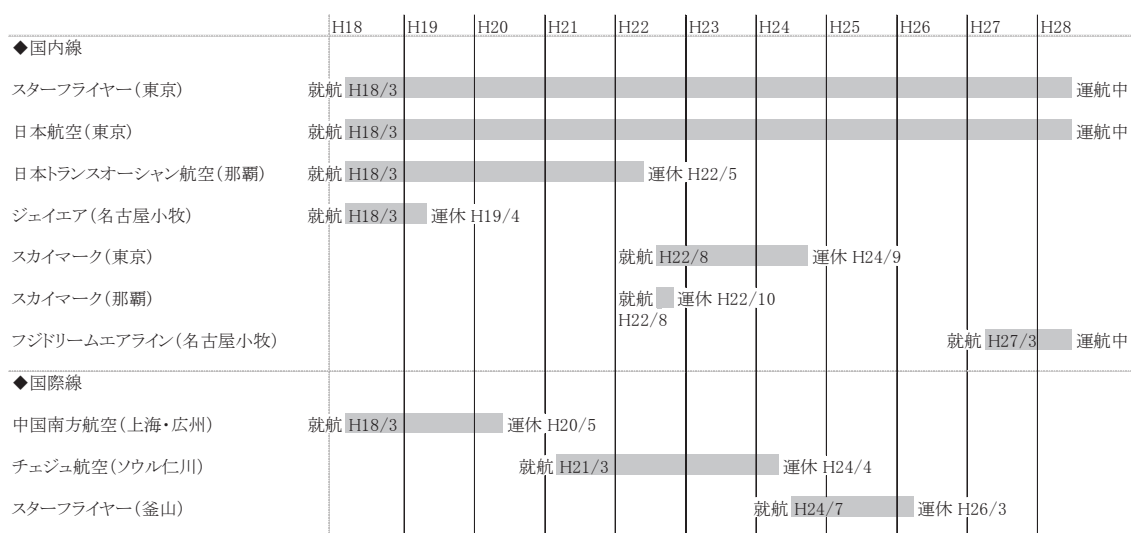 H18 H19 H20 H21 H22 H23 H24 H25 H26 H27 H28
◆国内線
スターフライヤー(東京) 就航 H18/3 運航中
日本航空(東京) 就航 H18/3 運航中
日本トランスオーシャン航空(那覇) 就航 H18/3 運休 H22/5
ジェイエア(名古屋小牧) 就航 H18/3 運休 H19/4
スカイマーク(東京) 就航 H22/8 運休 H24/9
スカイマーク(那覇) 就航 運休 H22/10
H22/8
フジドリームエアライン(名古屋小牧) 就航 H27/3 運航中
◆国際線
中国南方航空(上海・広州) 就航 H18/3 運休 H20/5
チェジュ航空(ソウル仁川) 就航 H21/3 運休 H24/4
スターフライヤー(釜山) 就航 H24/7 運休 H26/3